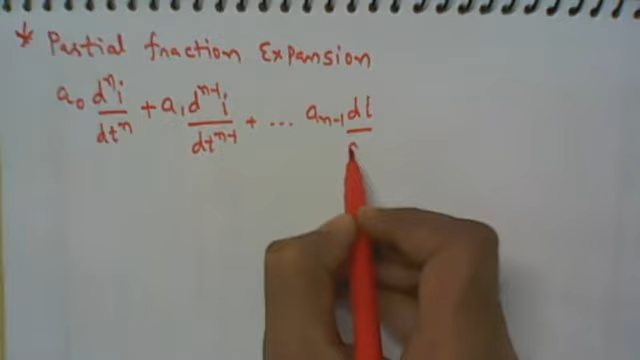 * Partial fraction Expansion
a₀ dⁿi/dtⁿ + a₁ dⁿ⁻¹i/dtⁿ⁻¹ + ... aₙ₋₁ di/